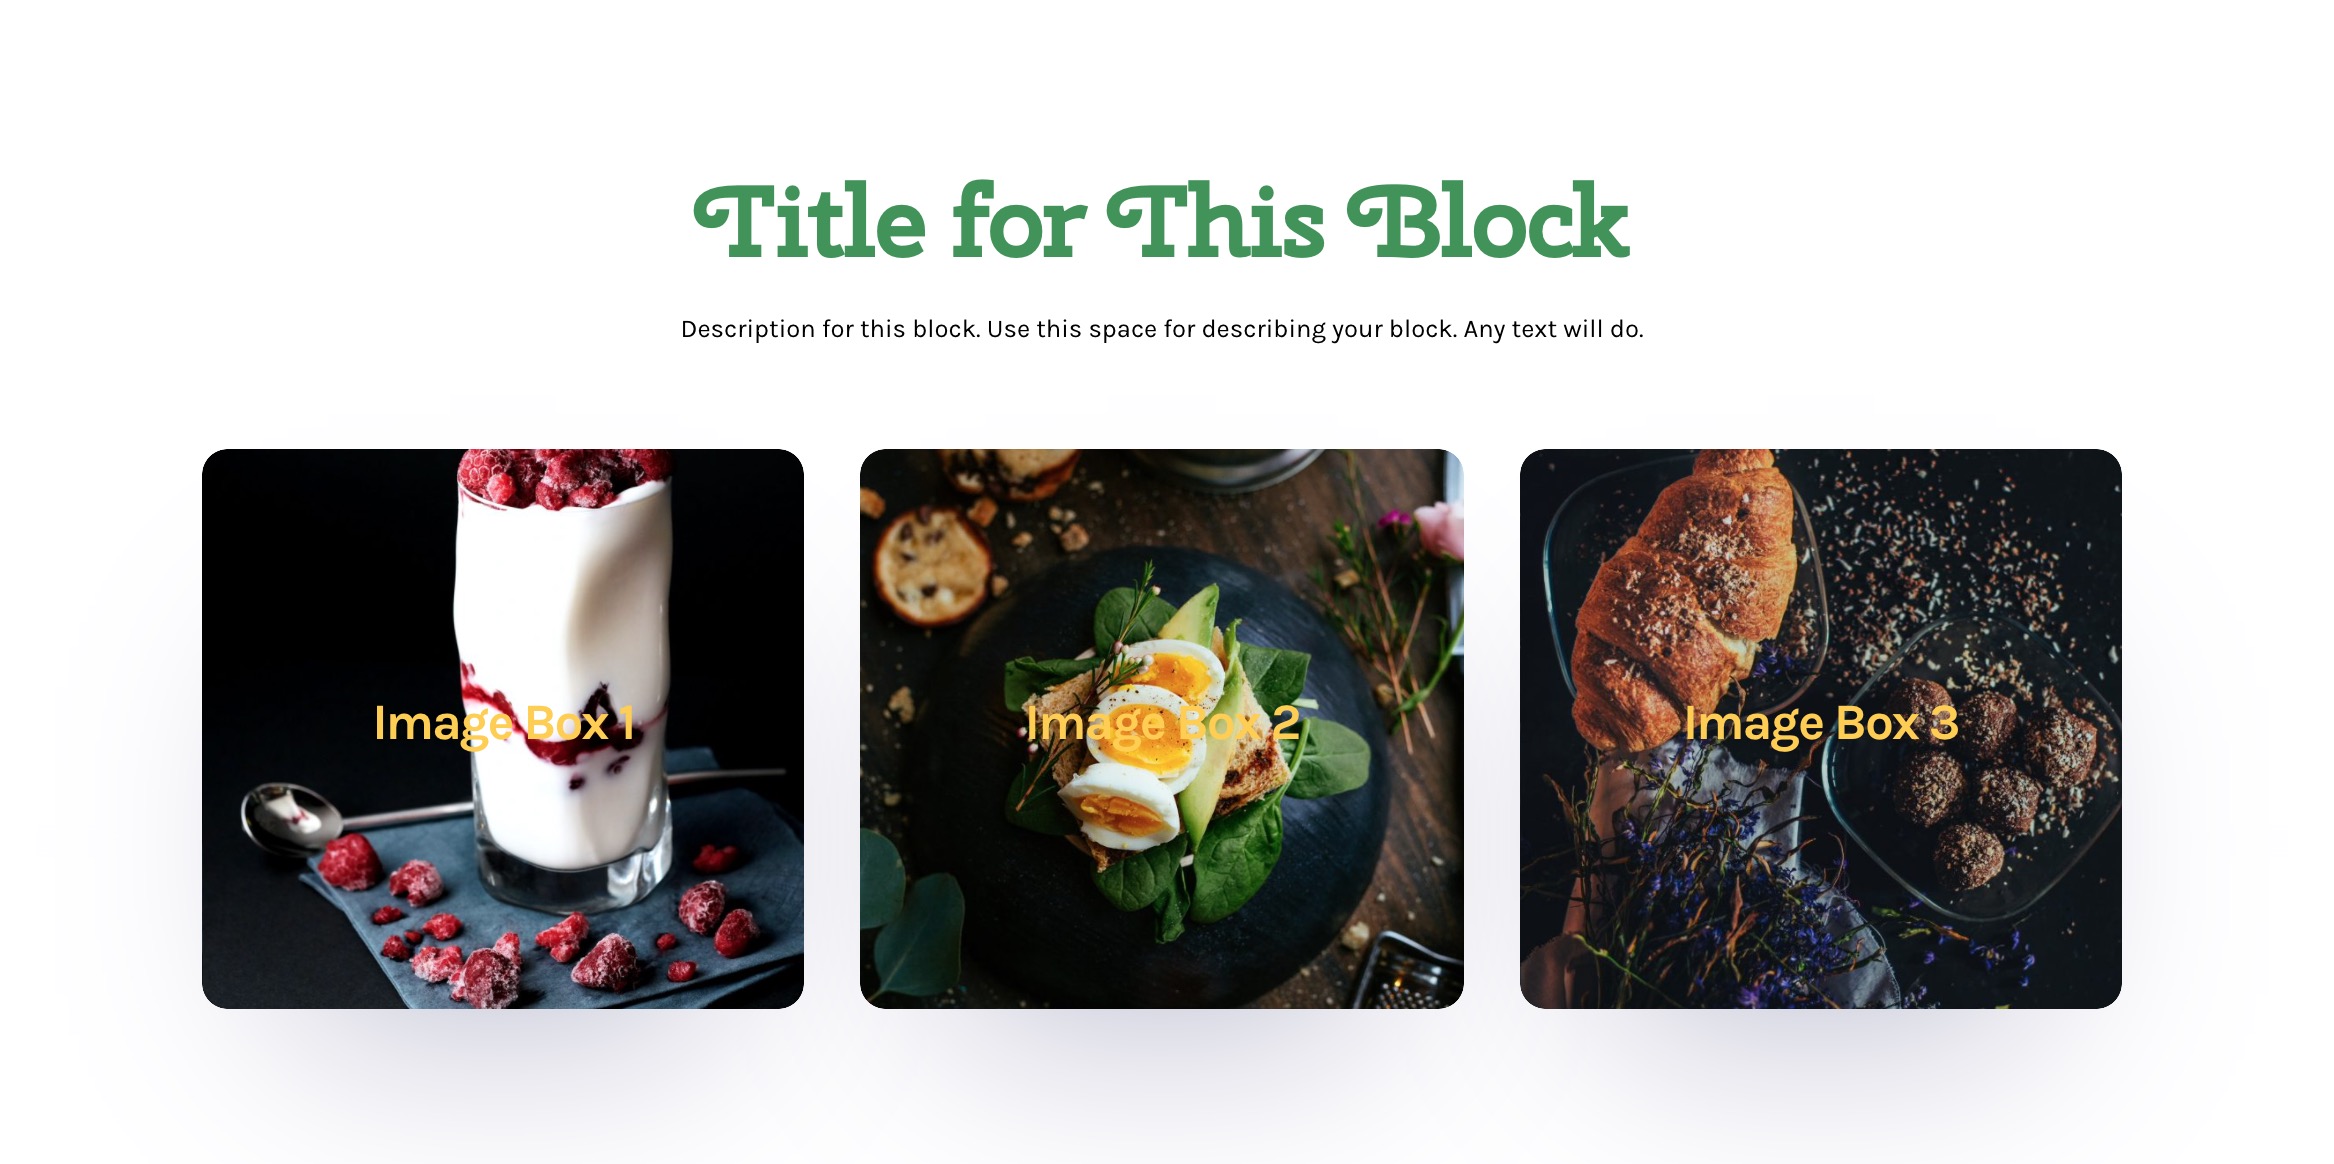 Title for This Block
Description for this block. Use this space for describing your block. Any text will do.
Image Box 1
Image Box 2
Image Box 3